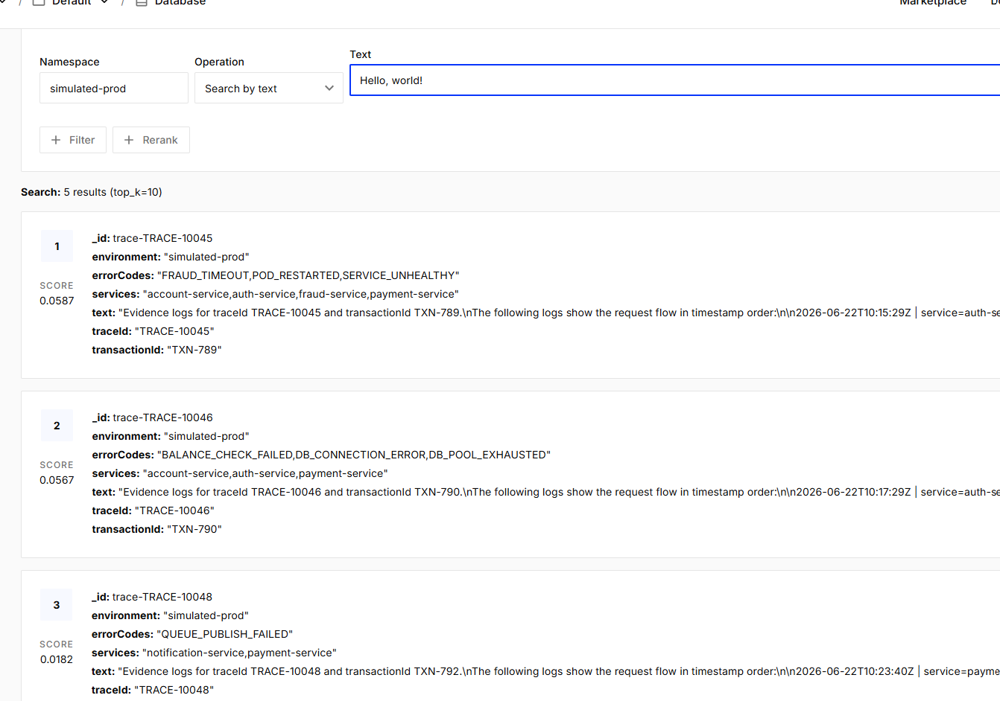 / Default / Database Marketplace
Namespace Operation Text
simulated-prod Search by text Hello, world!
+ Filter + Rerank
Search: 5 results (top_k=10)
1
SCORE
0.0587
_id: trace-TRACE-10045
environment: "simulated-prod"
errorCodes: "FRAUD_TIMEOUT,POD_RESTARTED,SERVICE_UNHEALTHY"
services: "account-service,auth-service,fraud-service,payment-service"
text: "Evidence logs for traceId TRACE-10045 and transactionId TXN-789.\nThe following logs show the request flow in timestamp order:\n\n2026-06-22T10:15:29Z | service=auth-se
traceId: "TRACE-10045"
transactionId: "TXN-789"
2
SCORE
0.0567
_id: trace-TRACE-10046
environment: "simulated-prod"
errorCodes: "BALANCE_CHECK_FAILED,DB_CONNECTION_ERROR,DB_POOL_EXHAUSTED"
services: "account-service,auth-service,payment-service"
text: "Evidence logs for traceId TRACE-10046 and transactionId TXN-790.\nThe following logs show the request flow in timestamp order:\n\n2026-06-22T10:17:29Z | service=auth-se
traceId: "TRACE-10046"
transactionId: "TXN-790"
3
SCORE
0.0182
_id: trace-TRACE-10048
environment: "simulated-prod"
errorCodes: "QUEUE_PUBLISH_FAILED"
services: "notification-service,payment-service"
text: "Evidence logs for traceId TRACE-10048 and transactionId TXN-792.\nThe following logs show the request flow in timestamp order:\n\n2026-06-22T10:23:40Z | service=payme
traceId: "TRACE-10048"